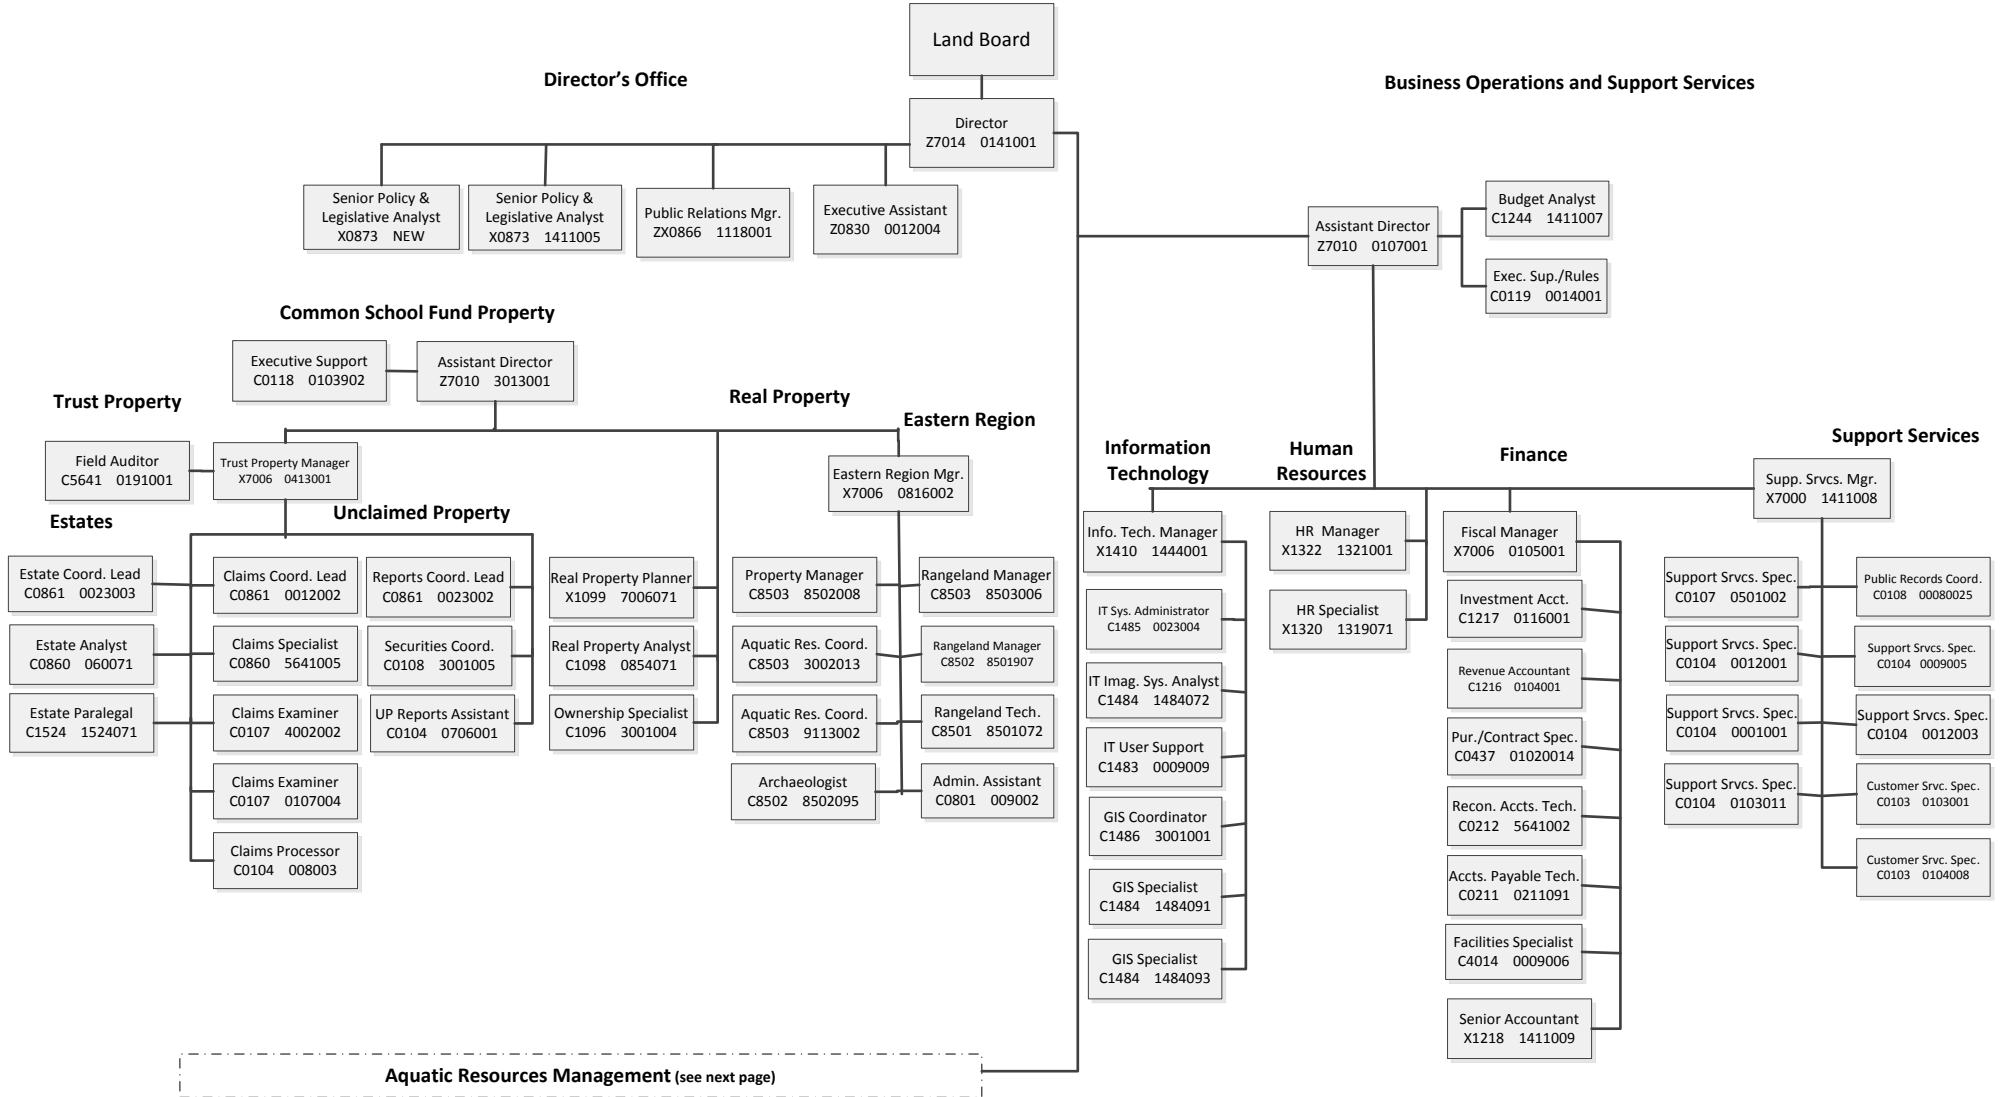 Land Board
Director's Office
Business Operations and Support Services
Director
Z7014 0141001
Senior Policy &
Legislative Analyst
X0873 NEW
Senior Policy &
Legislative Analyst
X0873 1411005
Public Relations Mgr.
ZX0866 1118001
Executive Assistant
Z0830 0012004
Assistant Director
Z7010 0107001
Budget Analyst
C1244 1411007
Exec. Sup./Rules
C0119 0014001
Common School Fund Property
Executive Support
C0118 0103902
Assistant Director
Z7010 3013001
Trust Property
Real Property
Eastern Region
Field Auditor
C5641 0191001
Trust Property Manager
X7006 0413001
Eastern Region Mgr.
X7006 0816002
Estates
Unclaimed Property
Estate Coord. Lead
C0861 0023003
Estate Analyst
C0860 060071
Estate Paralegal
C1524 1524071
Claims Coord. Lead
C0861 0012002
Claims Specialist
C0860 5641005
Claims Examiner
C0107 4002002
Claims Examiner
C0107 0107004
Claims Processor
C0104 008003
Reports Coord. Lead
C0861 0023002
Securities Coord.
C0108 3001005
UP Reports Assistant
C0104 0706001
Real Property Planner
X1099 7006071
Real Property Analyst
C1098 0854071
Ownership Specialist
C1096 3001004
Property Manager
C8503 8502008
Aquatic Res. Coord.
C8503 3002013
Aquatic Res. Coord.
C8503 9113002
Archaeologist
C8502 8502095
Rangeland Manager
C8503 8503006
Rangeland Manager
C8502 8501907
Rangeland Tech.
C8501 8501072
Admin. Assistant
C0801 009002
Information
Technology
Human
Resources
Finance
Support Services
Info. Tech. Manager
X1410 1444001
IT Sys. Administrator
C1485 0023004
IT Imag. Sys. Analyst
C1484 1484072
IT User Support
C1483 0009009
GIS Coordinator
C1486 3001001
GIS Specialist
C1484 1484091
GIS Specialist
C1484 1484093
HR Manager
X1322 1321001
HR Specialist
X1320 1319071
Fiscal Manager
X7006 0105001
Investment Acct.
C1217 0116001
Revenue Accountant
C1216 0104001
Pur./Contract Spec.
C0437 01020014
Recon. Accts. Tech.
C0212 5641002
Accts. Payable Tech.
C0211 0211091
Facilities Specialist
C4014 0009006
Senior Accountant
X1218 1411009
Supp. Srvcs. Mgr.
X7000 1411008
Support Srvcs. Spec.
C0107 0501002
Support Srvcs. Spec.
C0104 0012001
Support Srvcs. Spec.
C0104 0001001
Support Srvcs. Spec.
C0104 0103011
Public Records Coord.
C0108 00080025
Support Srvcs. Spec.
C0104 0009005
Support Srvc. Spec.
C0104 0012003
Customer Srvc. Spec.
C0103 0103001
Customer Srvc. Spec.
C0103 0104008
Aquatic Resources Management (see next page)